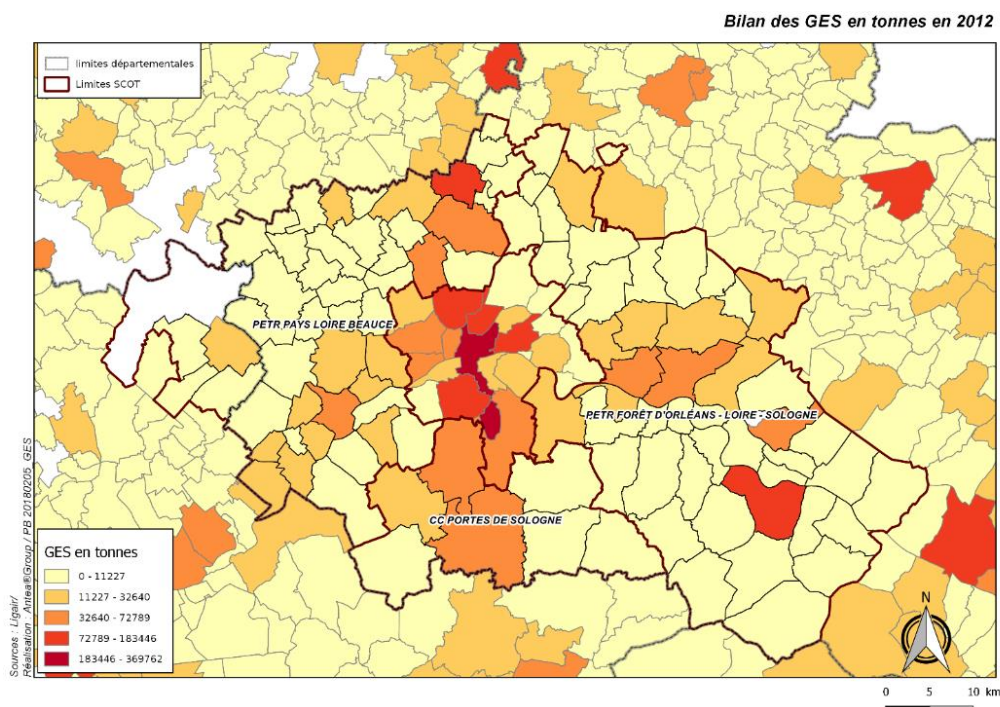 Bilan des GES en tonnes en 2012
limites départementales
Limites SCOT
PETR PAYS LOIRE BEAUCE
PETR FORÊT D'ORLÉANS - LOIRE - SOLOGNE
CC PORTES DE SOLOGNE
Sources : Ligair/
Réalisation : Antea®Group / PB 20180205_GES
GES en tonnes
0 - 11227
11227 - 32640
32640 - 72789
72789 - 183446
183446 - 369762
N
0 5 10 km